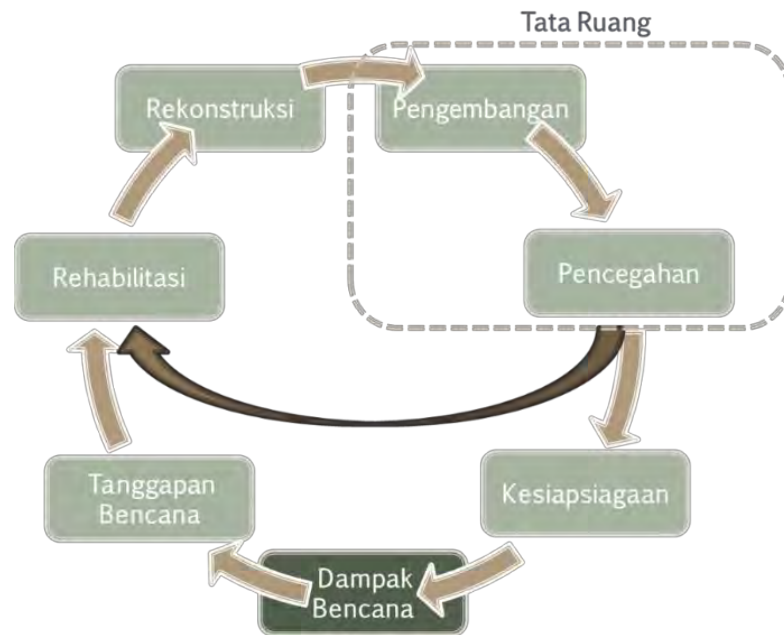 Tata Ruang
Rekonstruksi
Pengembangan
Rehabilitasi
Pencegahan
Tanggapan
Bencana
Kesiapsiagaan
Dampak
Bencana